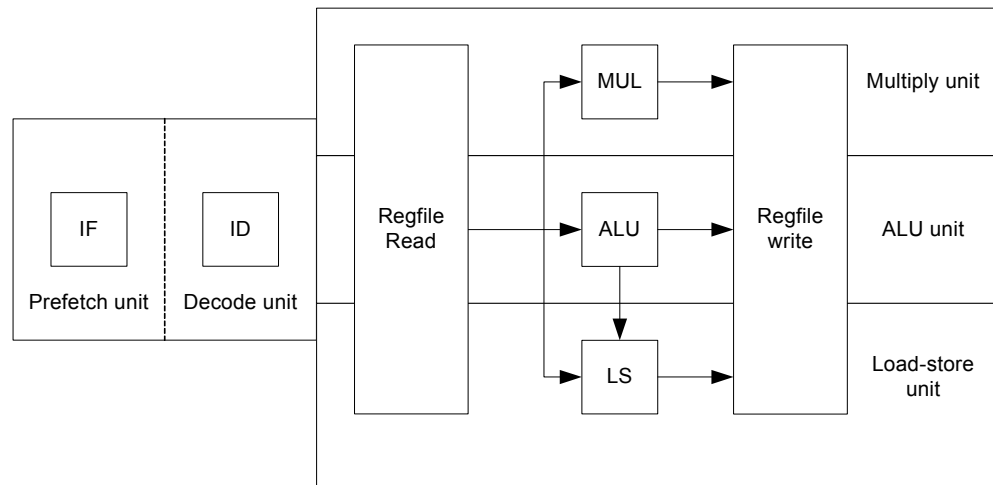 MUL
Multiply unit
IF
ID
Regfile
Read
ALU
Regfile
write
ALU unit
Prefetch unit
Decode unit
LS
Load-store
unit